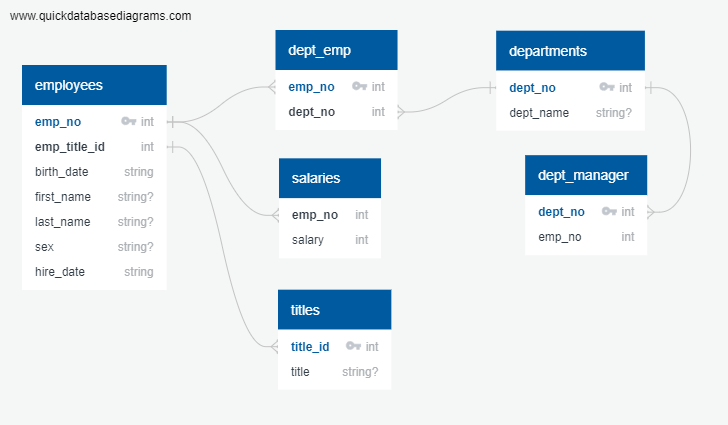 www.quickdatabasediagrams.com
employees
emp_no int
emp_title_id int
birth_date string
first_name string?
last_name string?
sex string?
hire_date string
dept_emp
emp_no int
dept_no int
salaries
emp_no int
salary int
titles
title_id int
title string?
departments
dept_no int
dept_name string?
dept_manager
dept_no int
emp_no int